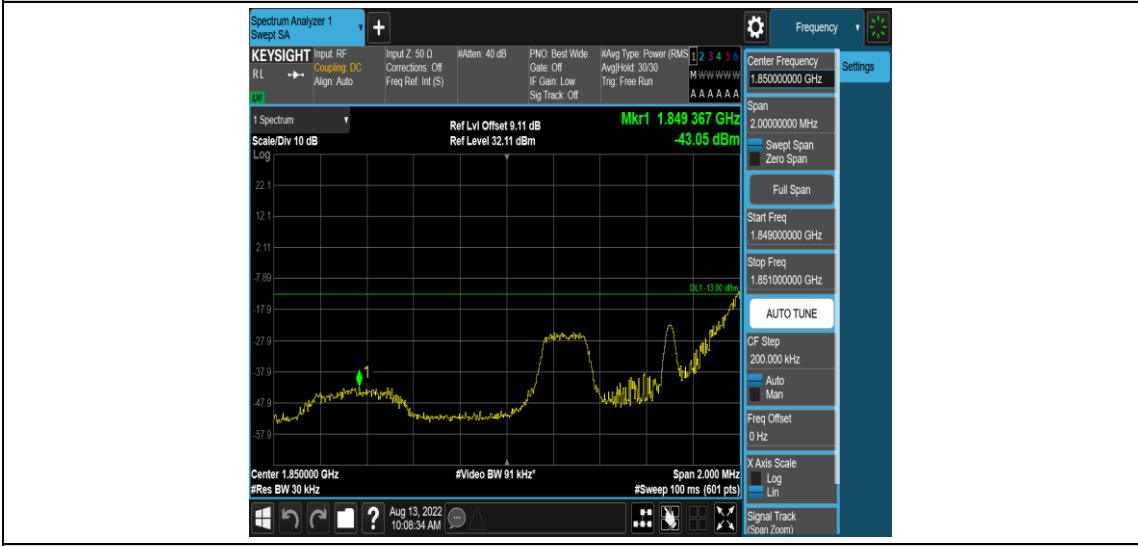 Spectrum Analyzer 1
Swept SA
+
Frequency
KEYSIGHT
Input: RF
Coupling: DC
Align: Auto
Input Z: 50 Ω
Corrections: Off
Freq Ref: Int (S)
#Atten: 40 dB
PNO: Best Wide
Gate: Off
IF Gain: Low
Sig Track: Off
#Avg Type: Power (RMS
Avg|Hold: 30/30
Trig: Free Run
1 2 3 4 5 6
M W W W W W
A A A A A A
R L
1 Spectrum
Scale/Div 10 dB
Log
Ref Lvl Offset 9.11 dB
Ref Level 32.11 dBm
Mkr1 1.849 367 GHz
-43.05 dBm
22.1
12.1
2.11
-7.89
-17.9
-27.9
-37.9
-47.9
-57.9
DL1 -13.00 dBm
1
Center 1.850000 GHz
#Res BW 30 kHz
#Video BW 91 kHz*
Span 2.000 MHz
#Sweep 100 ms (601 pts)
Aug 13, 2022
10:08:34 AM
?
Center Frequency
1.850000000 GHz
Settings
Span
2.00000000 MHz
Swept Span
Zero Span
Full Span
Start Freq
1.849000000 GHz
Stop Freq
1.851000000 GHz
AUTO TUNE
CF Step
200.000 kHz
Auto
Man
Freq Offset
0 Hz
X Axis Scale
Log
Lin
Signal Track
(Span Zoom)